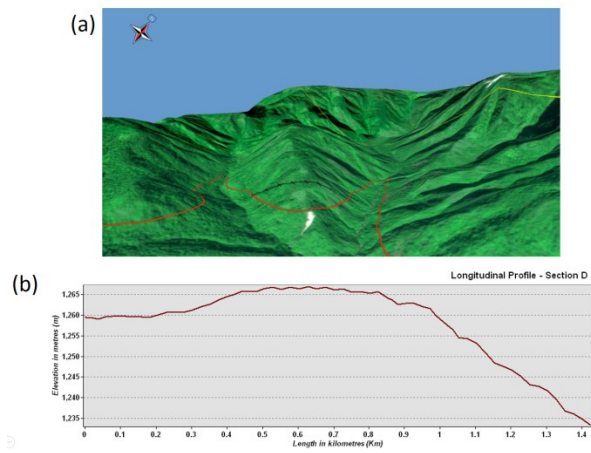 (a)
(b)
Longitudinal Profile - Section D
Elevation in metres (m)
1,265
1,260
1,255
1,250
1,245
1,240
1,235
0 0.1 0.2 0.3 0.4 0.5 0.6 0.7 0.8 0.9 1 1.1 1.2 1.3 1.4
Length in kilometres (Km)